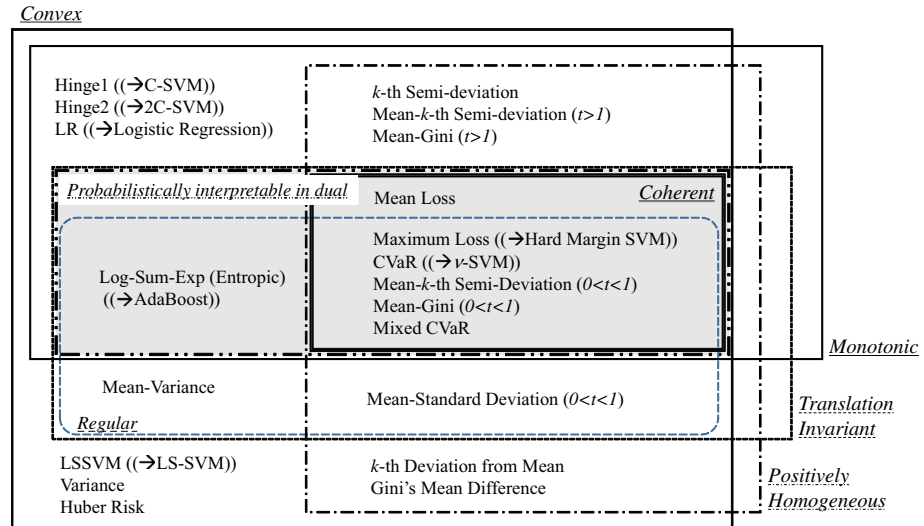 Convex
Hinge1 ((→C-SVM))
Hinge2 ((→2C-SVM))
LR ((→Logistic Regression))
k-th Semi-deviation
Mean-k-th Semi-deviation (t>1)
Mean-Gini (t>1)
Probabilistically interpretable in dual
Mean Loss
Coherent
Log-Sum-Exp (Entropic)
((→AdaBoost))
Maximum Loss ((→Hard Margin SVM))
CVaR ((→ν-SVM))
Mean-k-th Semi-Deviation (0<t<1)
Mean-Gini (0<t<1)
Mixed CVaR
Monotonic
Mean-Variance
Mean-Standard Deviation (0<t<1)
Regular
Translation
Invariant
LSSVM ((→LS-SVM))
Variance
Huber Risk
k-th Deviation from Mean
Gini's Mean Difference
Positively
Homogeneous